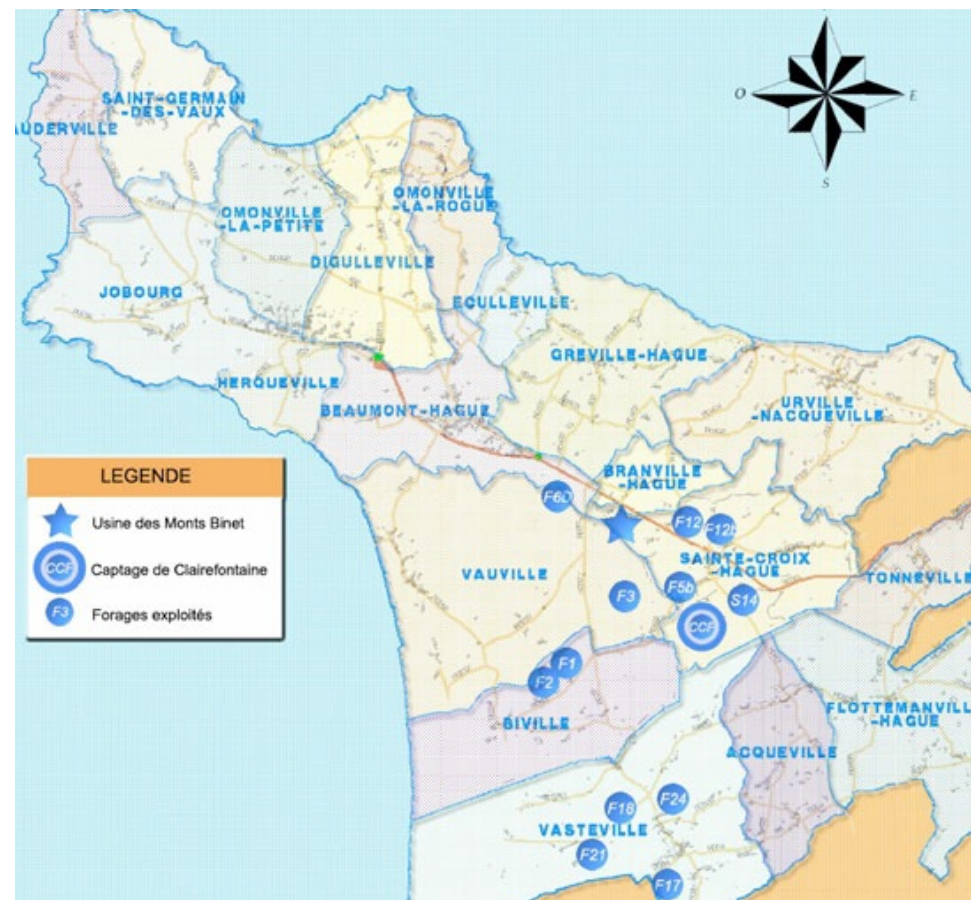 SAINT-GERMAIN
-DES-VAUX
AUDERVILLE
OMONVILLE
-LA-PETITE
OMONVILLE
-LA-ROGUE
DIGULLEVILLE
JOBOURG
ECULLEVILLE
HERQUEVILLE
BEAUMONT-HAGUE
GREVILLE-HAGUE
URVILLE
-NACQUEVILLE
BRANVILLE
-HAGUE
O
E
S
LEGENDE
Usine des Monts Binet
CCF
Captage de Clairefontaine
F3
Forages exploités
F6D
F12
F12b
SAINTE-CROIX
-HAGUE
VAUVILLE
TONNEVILLE
F3
F5b
S14
CCF
F1
F2
BIVILLE
FLOTTEMANVILL
-HAGUE
ACQUEVILLE
F18
F24
VASTEVILLE
F21
F17